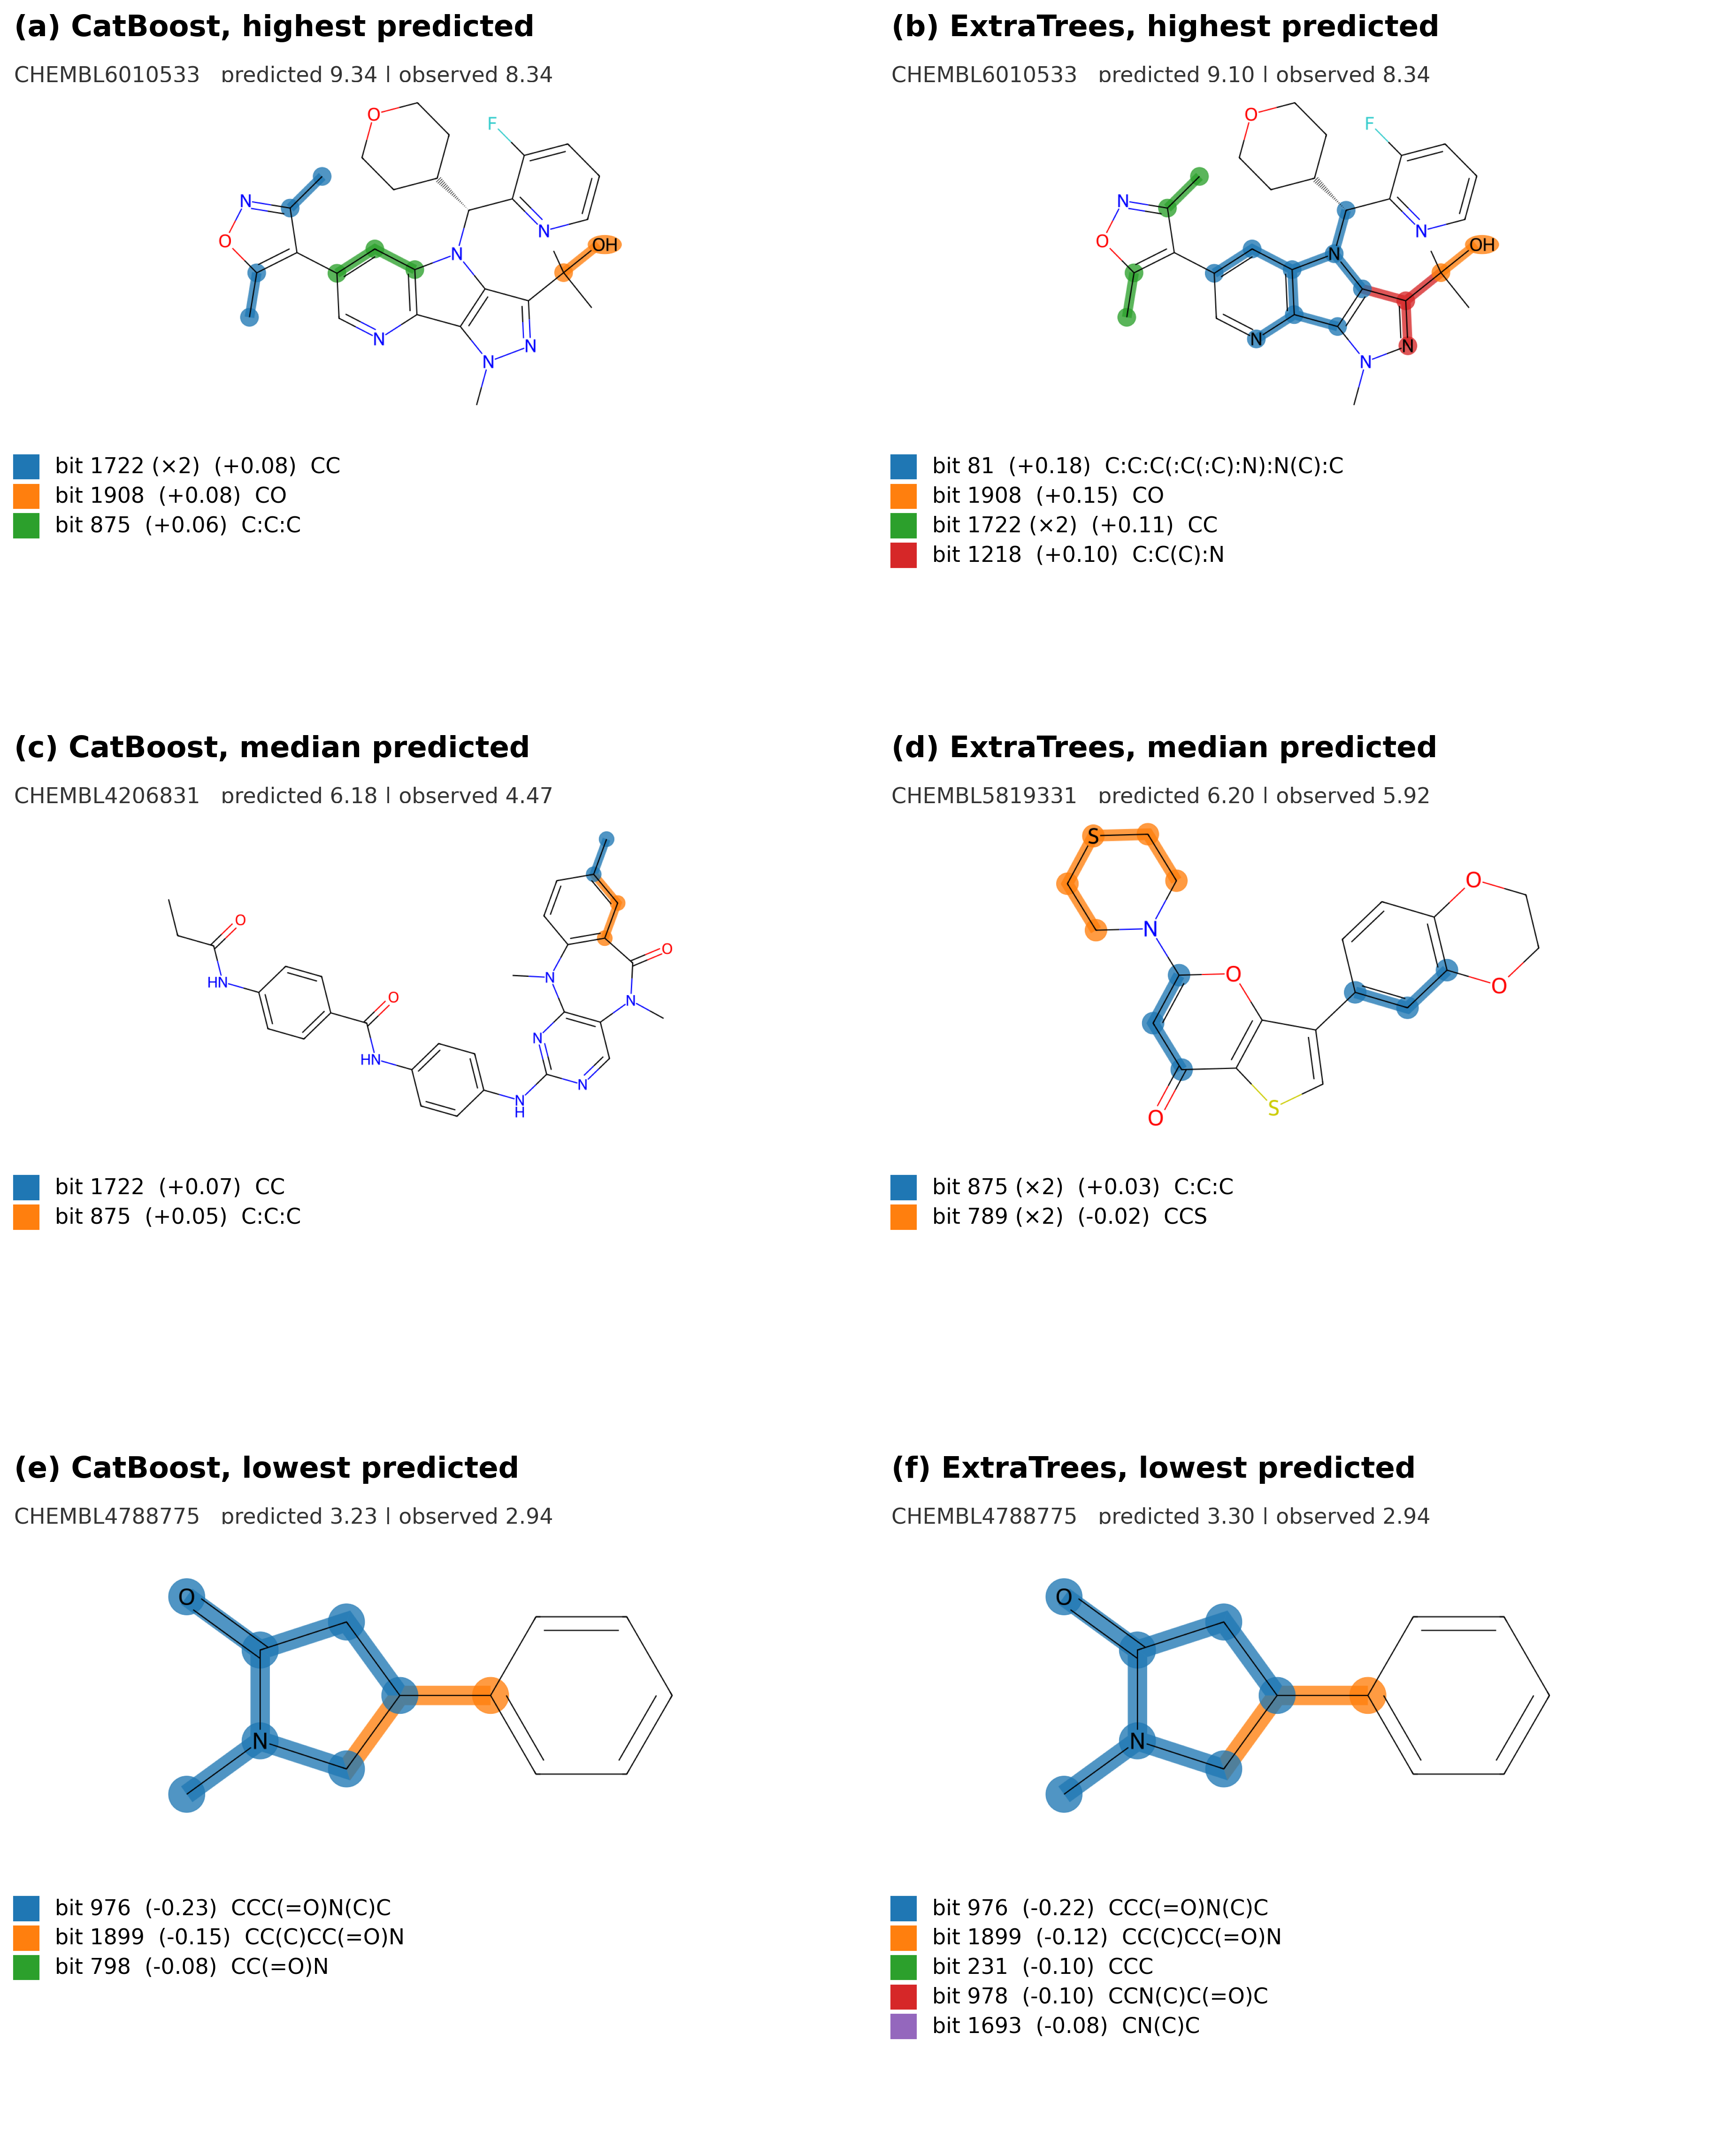 (a) CatBoost, highest predicted
CHEMBL6010533 predicted 9.34 | observed 8.34
O
F
N
O
N
N
OH
N
N
N
bit 1722 (×2) (+0.08) CC
bit 1908 (+0.08) CO
bit 875 (+0.06) C:C:C
(b) ExtraTrees, highest predicted
CHEMBL6010533 predicted 9.10 | observed 8.34
O
F
N
O
N
N
OH
N
N
N
bit 81 (+0.18) C:C:C(:C(:C):N):N(C):C
bit 1908 (+0.15) CO
bit 1722 (×2) (+0.11) CC
bit 1218 (+0.10) C:C(C):N
(c) CatBoost, median predicted
CHEMBL4206831 predicted 6.18 | observed 4.47
O
O
HN
N
O
N
N
HN
N
N
H
bit 1722 (+0.07) CC
bit 875 (+0.05) C:C:C
(d) ExtraTrees, median predicted
CHEMBL5819331 predicted 6.20 | observed 5.92
S
O
N
O
O
S
O
bit 875 (×2) (+0.03) C:C:C
bit 789 (×2) (-0.02) CCS
(e) CatBoost, lowest predicted
CHEMBL4788775 predicted 3.23 | observed 2.94
O
N
bit 976 (-0.23) CCC(=O)N(C)C
bit 1899 (-0.15) CC(C)CC(=O)N
bit 798 (-0.08) CC(=O)N
(f) ExtraTrees, lowest predicted
CHEMBL4788775 predicted 3.30 | observed 2.94
O
N
bit 976 (-0.22) CCC(=O)N(C)C
bit 1899 (-0.12) CC(C)CC(=O)N
bit 231 (-0.10) CCC
bit 978 (-0.10) CCN(C)C(=O)C
bit 1693 (-0.08) CN(C)C